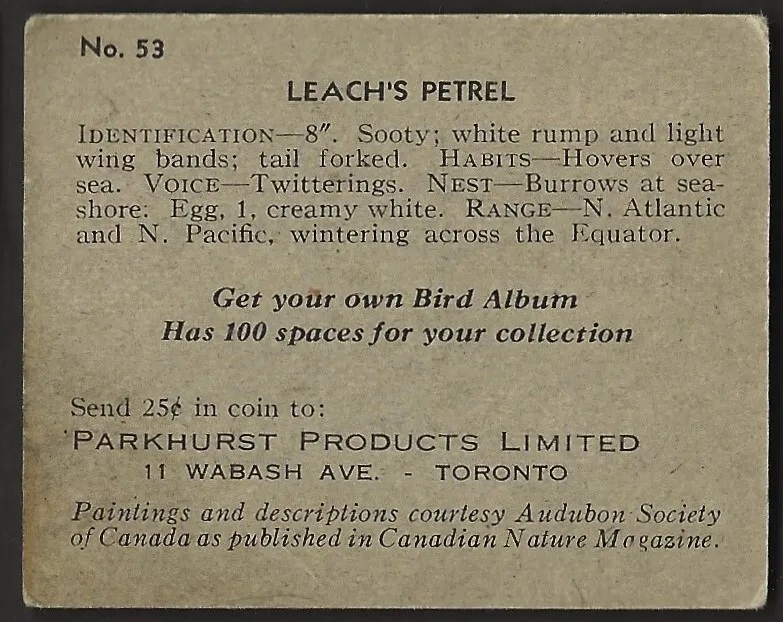 No. 53
LEACH'S PETREL
IDENTIFICATION—8″. Sooty; white rump and light
wing bands; tail forked. HABITS—Hovers over
sea. VOICE—Twitterings. NEST—Burrows at sea-
shore: Egg, 1, creamy white. RANGE—N. Atlantic
and N. Pacific, wintering across the Equator.
Get your own Bird Album
Has 100 spaces for your collection
Send 25¢ in coin to:
PARKHURST PRODUCTS LIMITED
11 WABASH AVE. - TORONTO
Paintings and descriptions courtesy Audubon Society
of Canada as published in Canadian Nature Magazine.